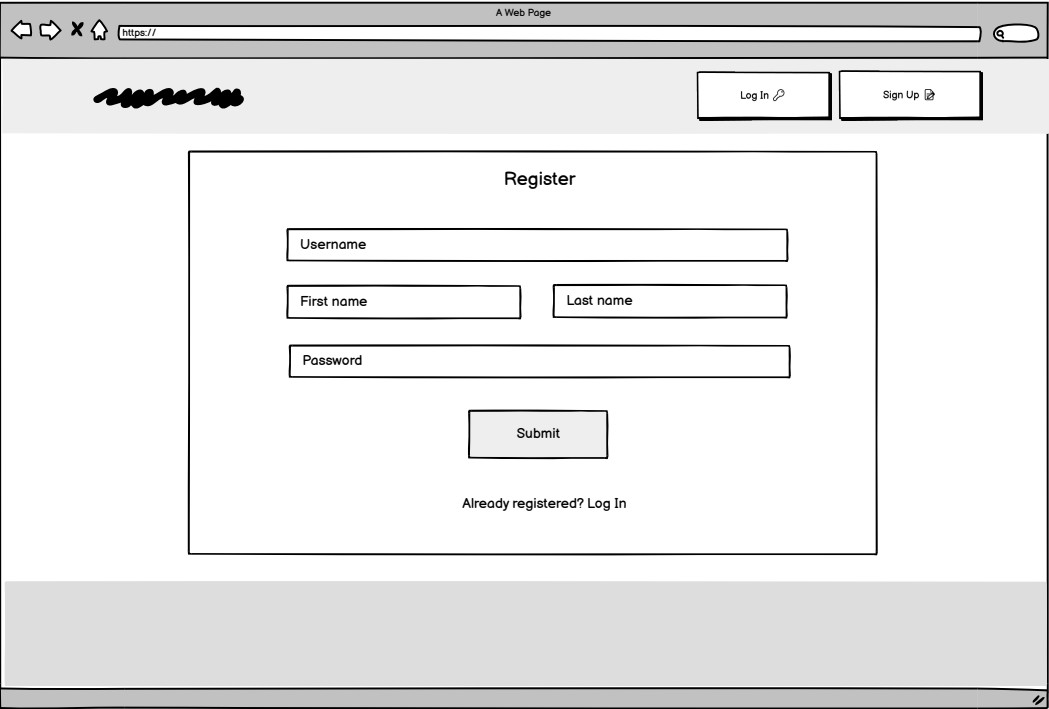 A Web Page
https://
Log In
Sign Up
Register
Username
First name
Last name
Password
Submit
Already registered? Log In